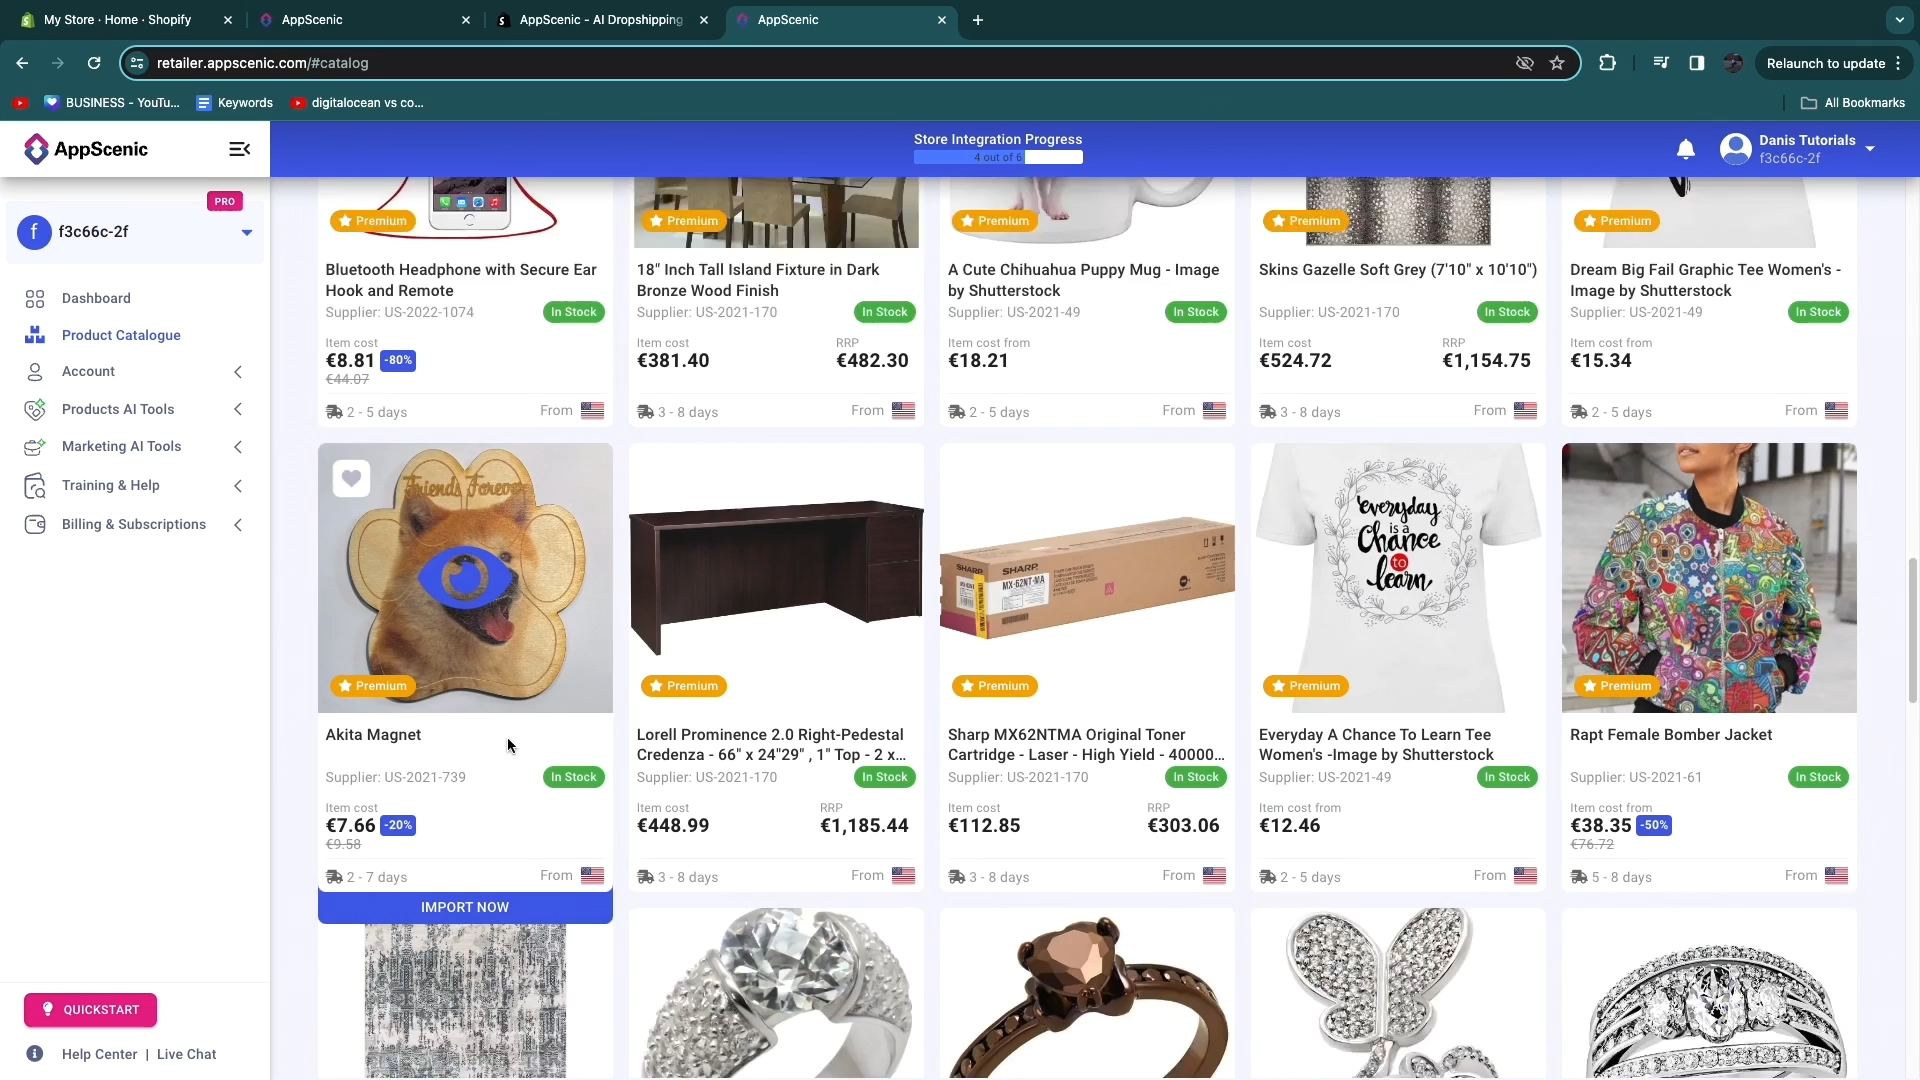 My Store · Home · Shopify
AppScenic
AppScenic - AI Dropshipping
AppScenic
retailer.appscenic.com/#catalog
Relaunch to update
BUSINESS - YouTu...
Keywords
digitalocean vs co...
All Bookmarks
AppScenic
Store Integration Progress
4 out of 6
Danis Tutorials
f3c66c-2f
PRO
f
f3c66c-2f
Dashboard
Product Catalogue
Account
Products AI Tools
Marketing AI Tools
Training & Help
Billing & Subscriptions
QUICKSTART
Help Center | Live Chat
Premium
Bluetooth Headphone with Secure Ear
Hook and Remote
Supplier: US-2022-1074
In Stock
Item cost
€8.81 -80%
€44.07
2 - 5 days
From
Premium
18" Inch Tall Island Fixture in Dark
Bronze Wood Finish
Supplier: US-2021-170
In Stock
Item cost
RRP
€381.40
€482.30
3 - 8 days
From
Premium
A Cute Chihuahua Puppy Mug - Image
by Shutterstock
Supplier: US-2021-49
In Stock
Item cost from
€18.21
2 - 5 days
From
Premium
Skins Gazelle Soft Grey (7'10" x 10'10")
Supplier: US-2021-170
In Stock
Item cost
RRP
€524.72
€1,154.75
3 - 8 days
From
Premium
Dream Big Fail Graphic Tee Women's -
Image by Shutterstock
Supplier: US-2021-49
In Stock
Item cost from
€15.34
2 - 5 days
From
Friends Forever
Premium
Akita Magnet
Supplier: US-2021-739
In Stock
Item cost
€7.66 -20%
€9.58
2 - 7 days
From
IMPORT NOW
Premium
Lorell Prominence 2.0 Right-Pedestal
Credenza - 66" x 24"29" , 1" Top - 2 x...
Supplier: US-2021-170
In Stock
Item cost
RRP
€448.99
€1,185.44
3 - 8 days
From
SHARP
SHARP
MX-62NT-MA
Premium
Sharp MX62NTMA Original Toner
Cartridge - Laser - High Yield - 40000...
Supplier: US-2021-170
In Stock
Item cost
RRP
€112.85
€303.06
3 - 8 days
From
everyday
is a
Chance
to
learn
Premium
Everyday A Chance To Learn Tee
Women's -Image by Shutterstock
Supplier: US-2021-49
In Stock
Item cost from
€12.46
2 - 5 days
From
Premium
Rapt Female Bomber Jacket
Supplier: US-2021-61
In Stock
Item cost from
€38.35 -50%
€76.72
5 - 8 days
From